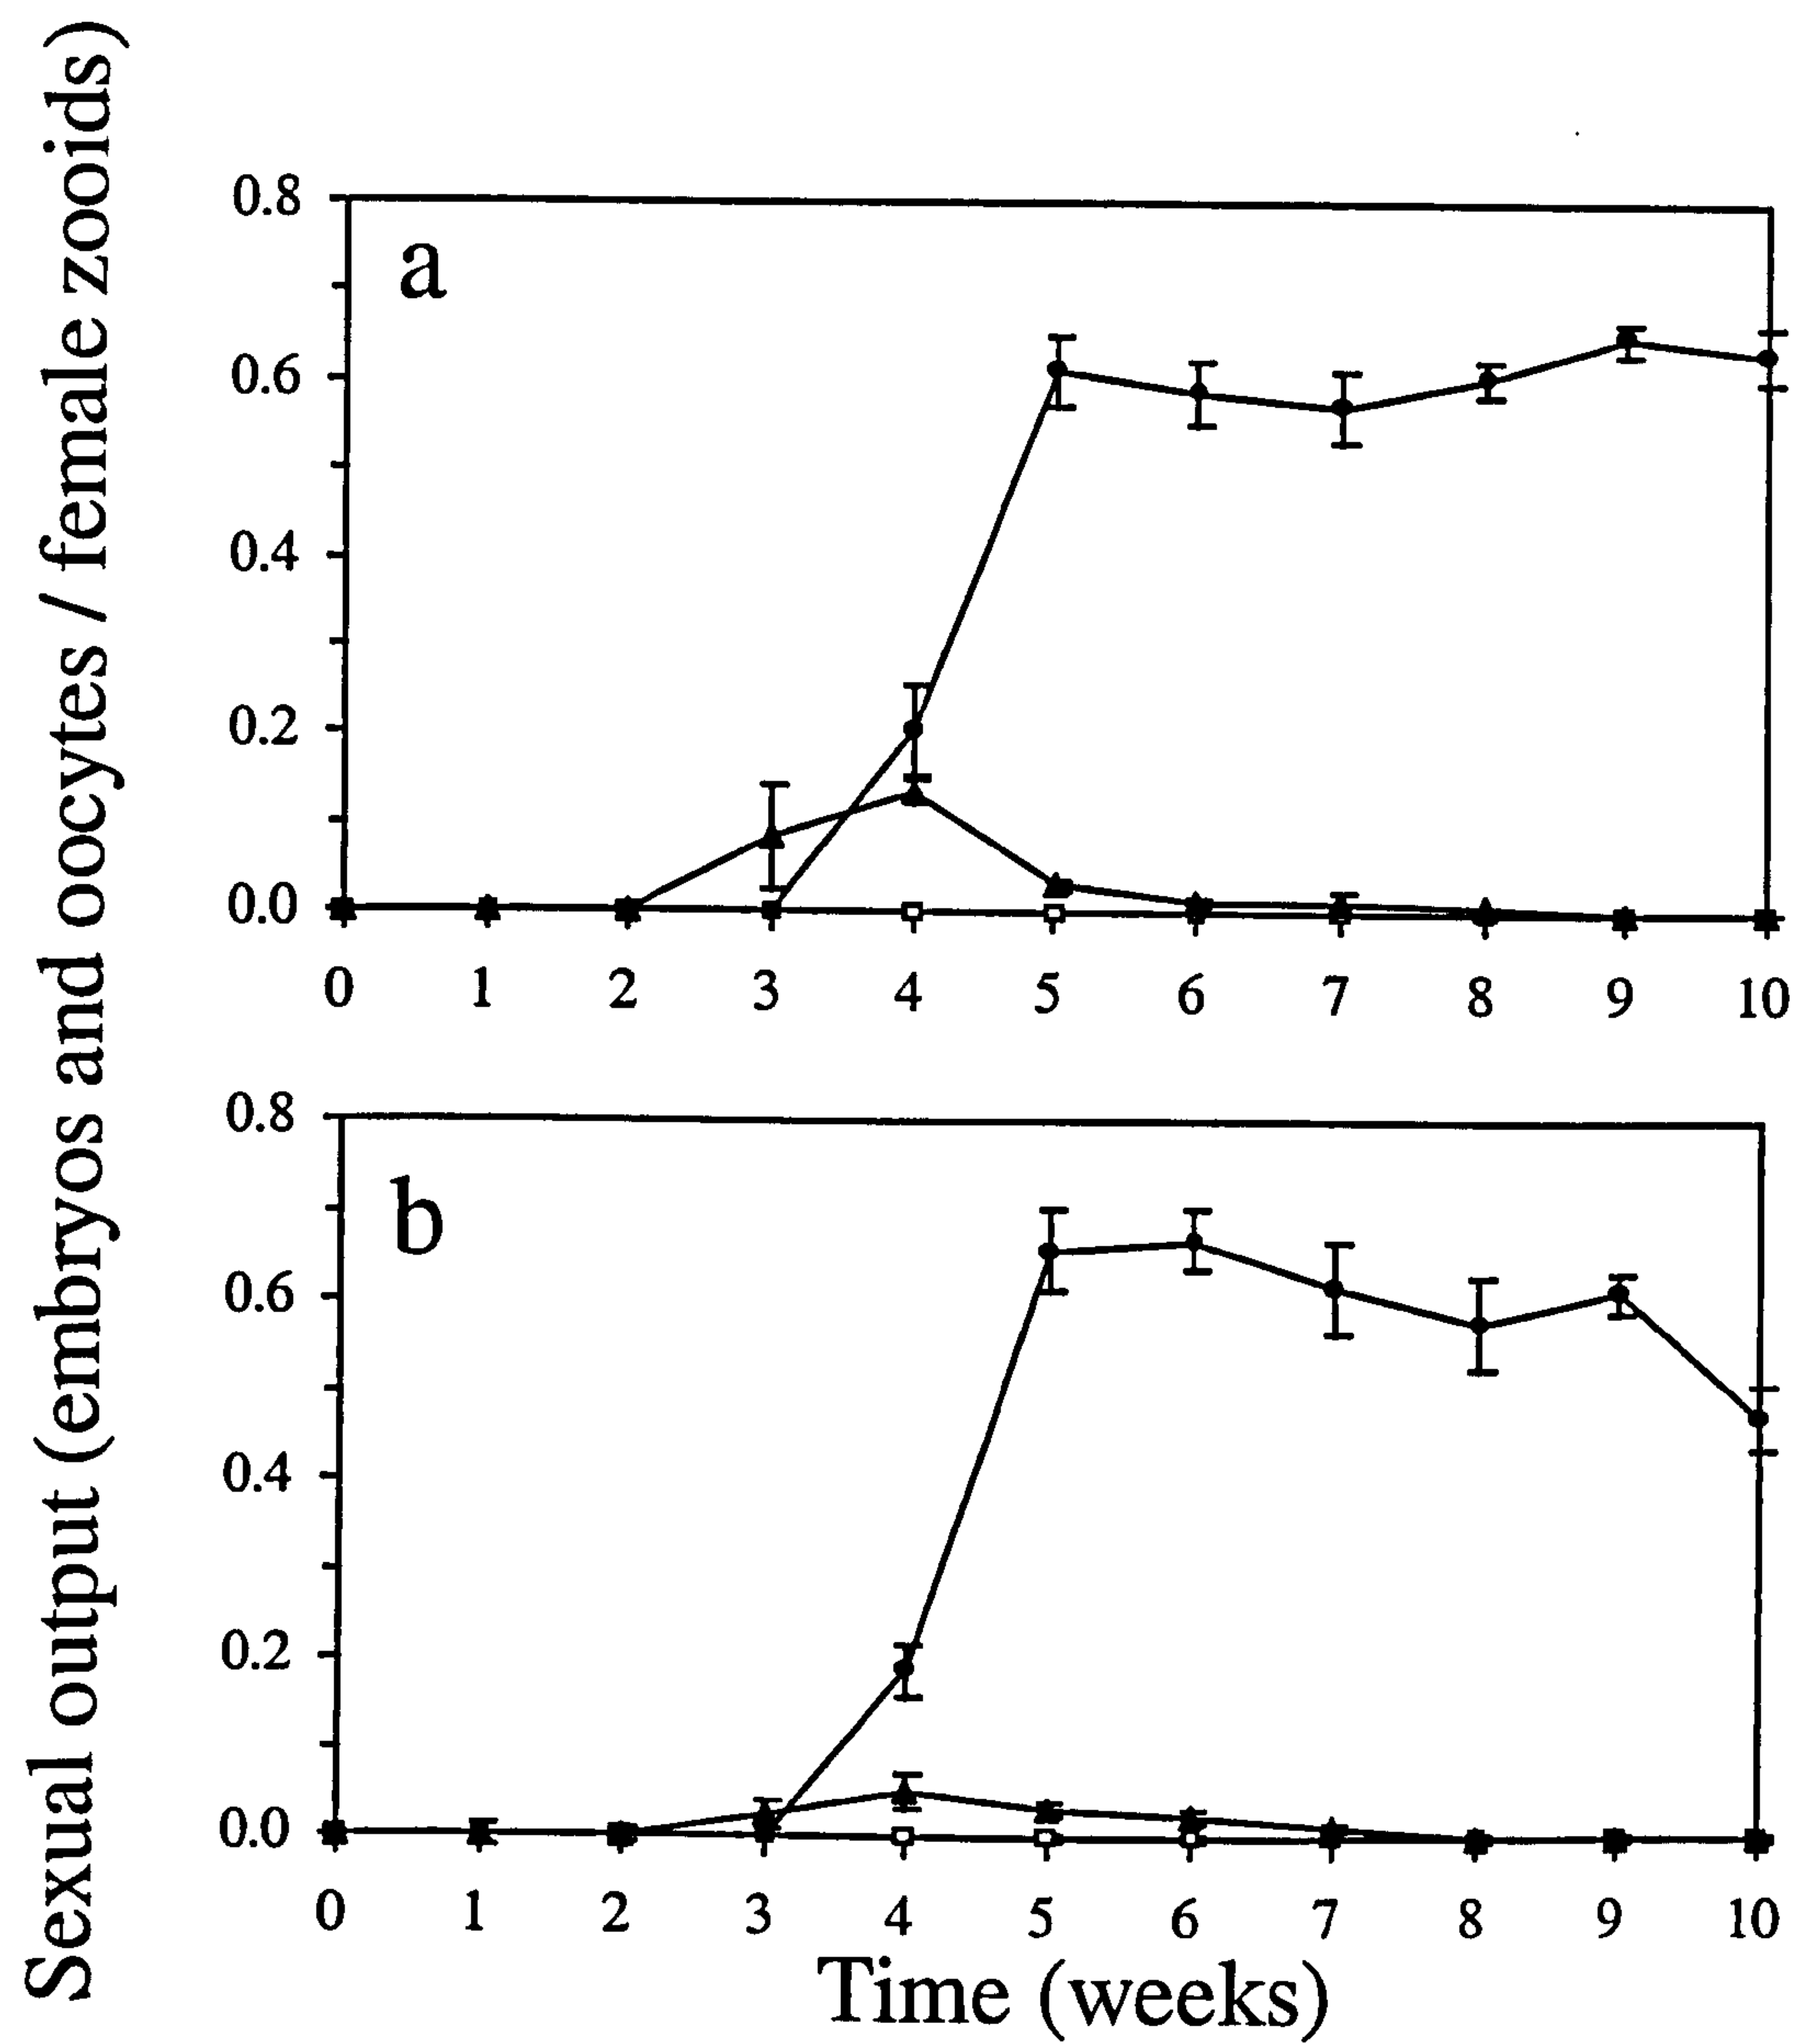 Sexual output (embryos and oocytes / female zooids)
0.8
a
0.6
0.4
0.2
0.0
0 1 2 3 4 5 6 7 8 9 10
0.8
b
0.6
0.4
0.2
0.0
0 1 2 3 4 5 6 7 8 9 10
Time (weeks)